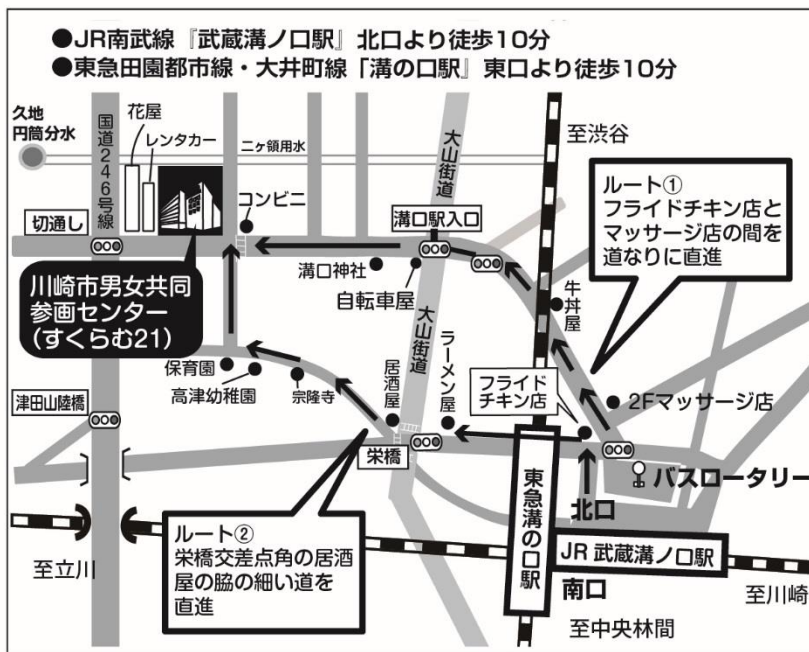 ●JR南武線『武蔵溝ノ口駅』北口より徒歩10分
●東急田園都市線・大井町線「溝の口駅』東口より徒歩10分
久地
円筒分水
国道246号線
花屋
レンタカー
二ヶ領用水
大山街道
至渋谷
コンビニ
切通し
溝口駅入口
ルート①
フライドチキン店と
マッサージ店の間を
道なりに直進
川崎市男女共同
参画センター
(すくらむ21)
溝口神社
自転車屋
牛丼屋
大山街道
ラーメン屋
居酒屋
保育園
高津幼稚園
宗隆寺
フライド
チキン店
2Fマッサージ店
津田山陸橋
栄橋
バスロータリー
北口
東急溝の口駅
JR 武蔵溝ノ口駅
南口
ルート②
栄橋交差点角の居酒
屋の脇の細い道を
直進
至立川
至川崎
至中央林間